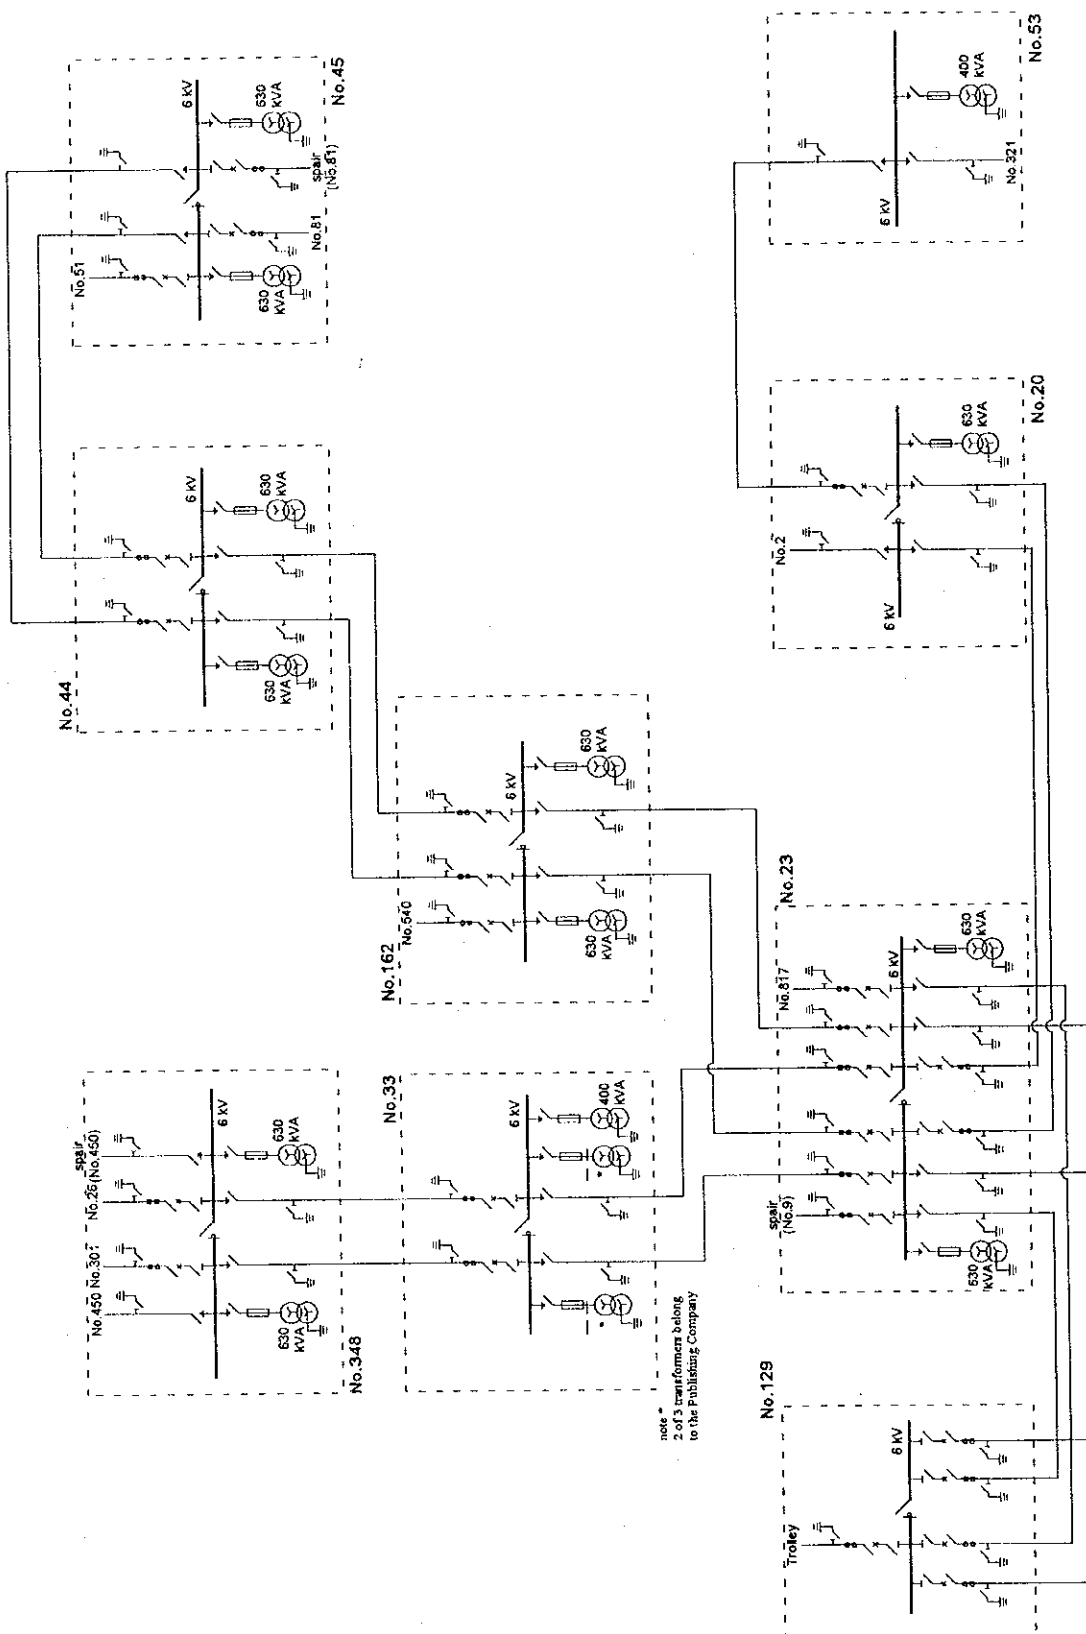 No.45
6 kV
630
kVA
spair
(No.81)
No.81
No.51
630
kVA
No.53
400
kVA
6 kV
No.321
No.44
6 kV
630
kVA
630
kVA
No.20
630
kVA
No.2
6 kV
No.162
No.540
6 kV
630
kVA
630
kVA
No.23
No.817
6 kV
630
kVA
spair
(No.9)
630
kVA
No.348
spair
(No.450)
No.26
No.301
No.450
6 kV
630
kVA
630
kVA
No.33
6 kV
400
kVA
*
*
note *
2 of 3 transformers belong
to the Publishing Company
No.129
Trolley
6 kV